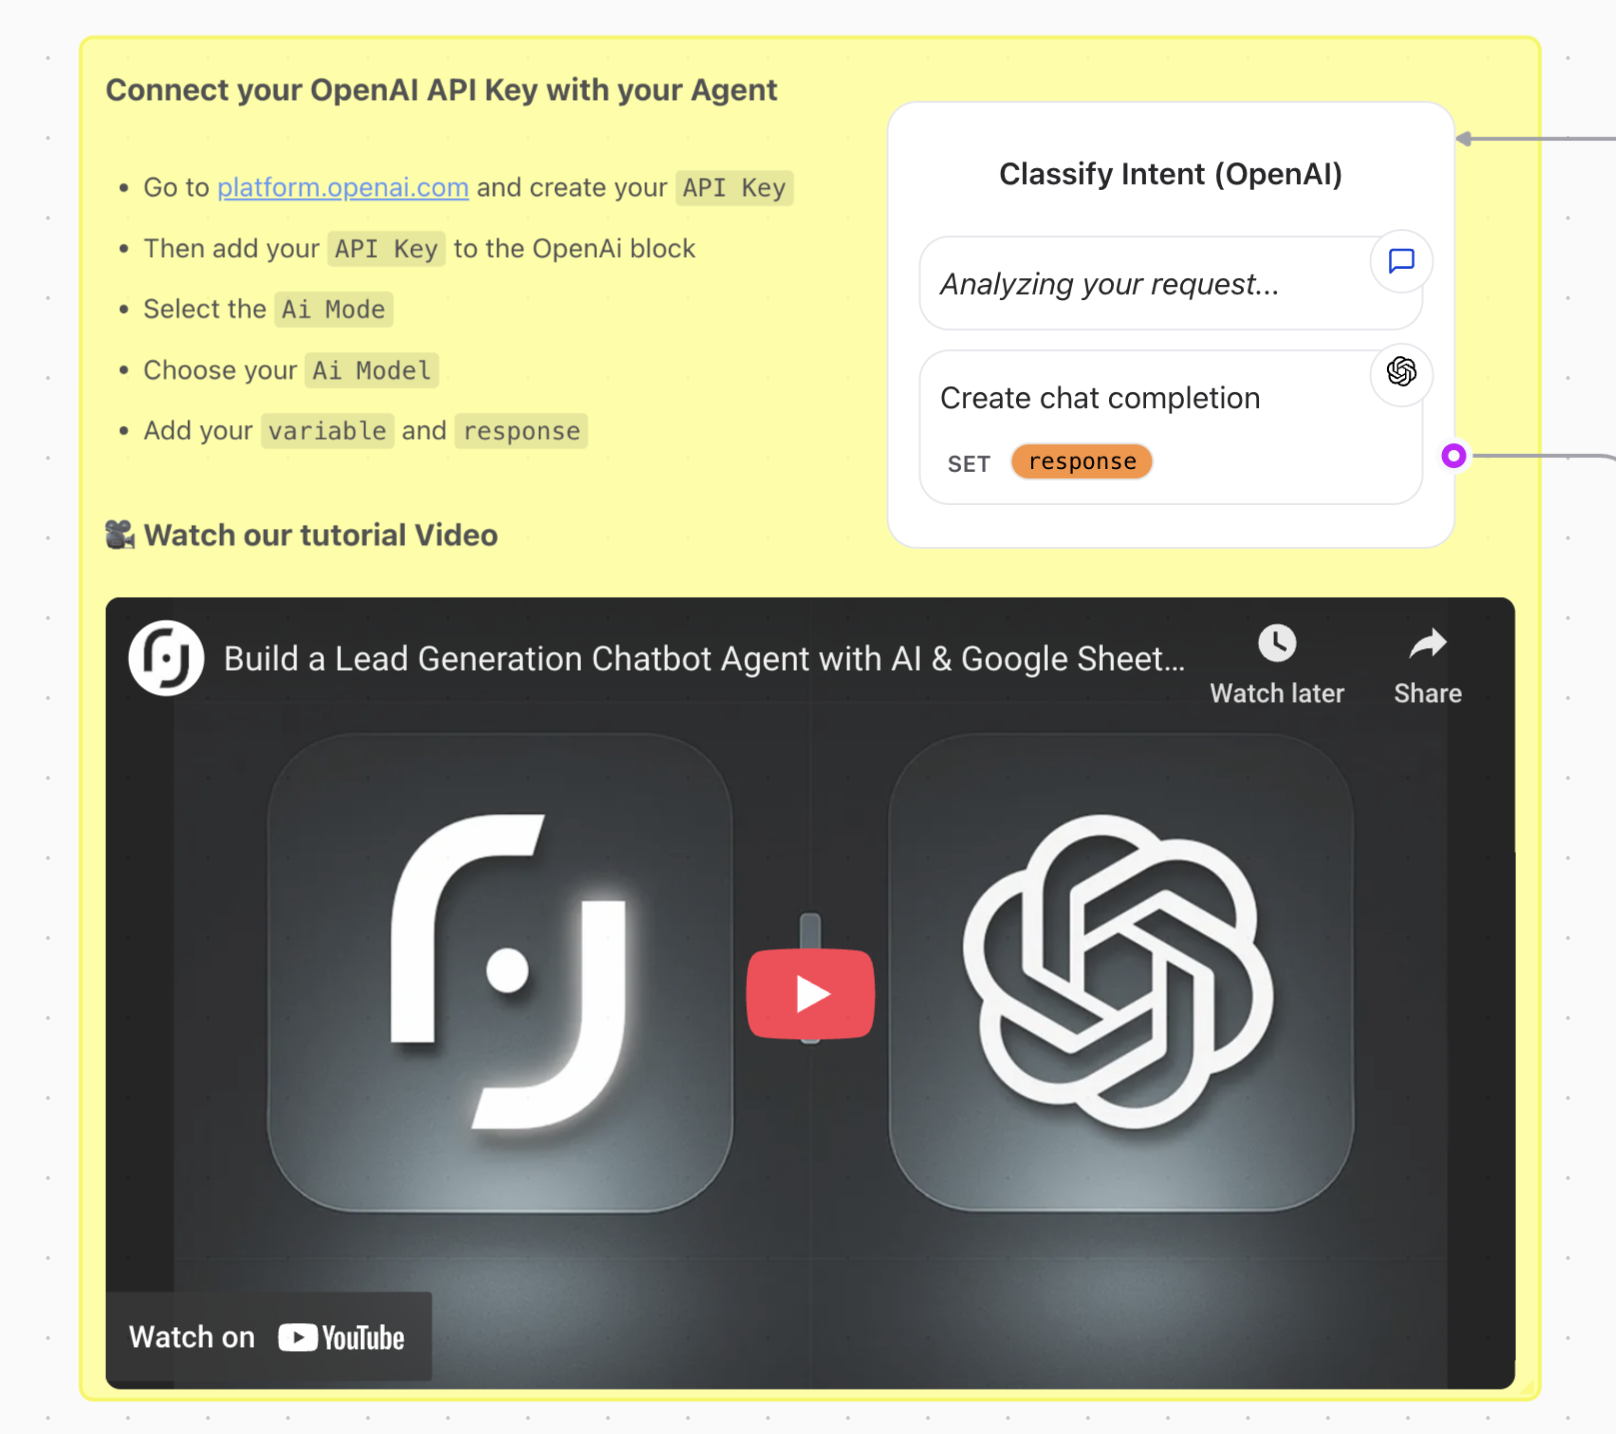 Connect your OpenAI API Key with your Agent
Go to platform.openai.com and create your API Key
Then add your API Key to the OpenAi block
Select the Ai Mode
Choose your Ai Model
Add your variable and response
Classify Intent (OpenAI)
Analyzing your request...
Create chat completion
SET response
Watch our tutorial Video
Build a Lead Generation Chatbot Agent with AI & Google Sheet...
Watch later
Share
Watch on YouTube